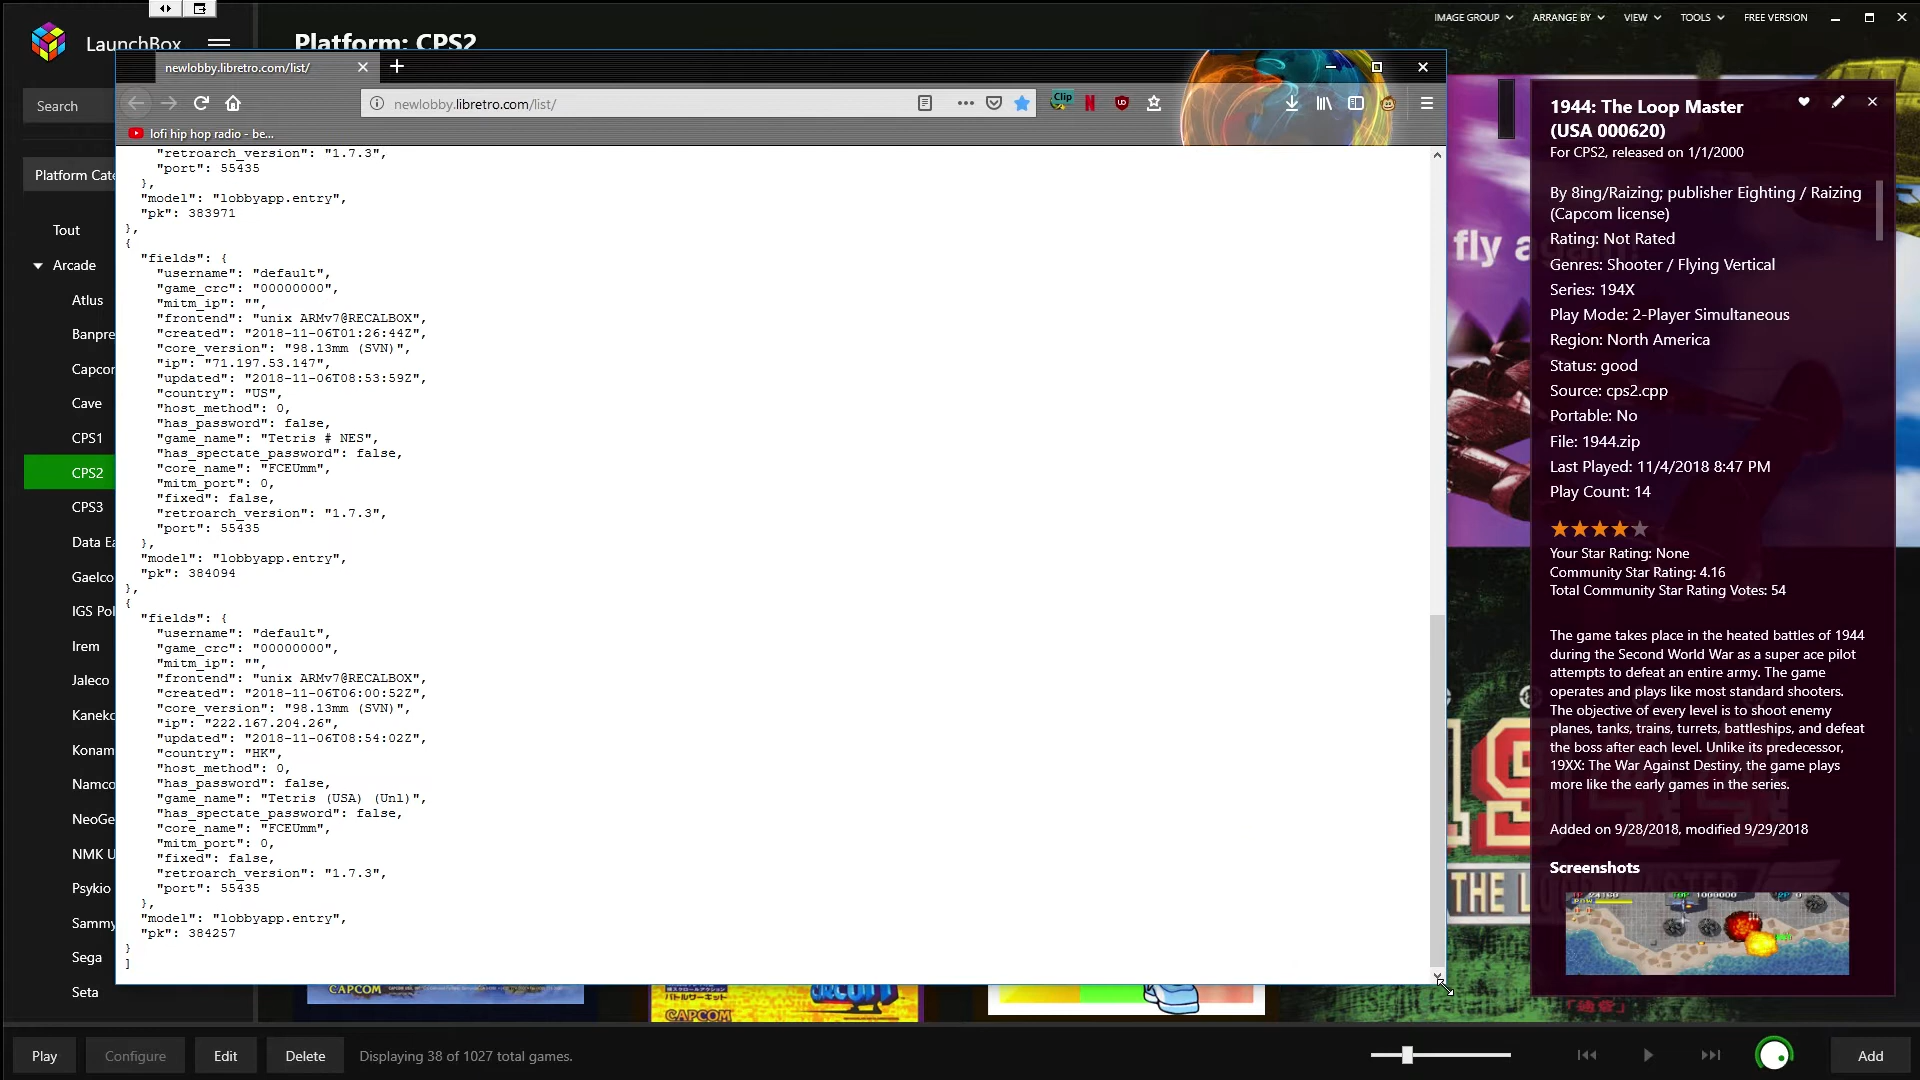 IMAGE GROUP
ARRANGE BY
VIEW
TOOLS
FREE VERSION
LaunchBox
Platform: CPS2
Search
Platform Cate
Tout
Arcade
Atlus
Banpre
Capcor
Cave
CPS1
CPS2
CPS3
Data Ea
Gaelco
IGS Pol
Irem
Jaleco
Kaneko
Konam
Namco
NeoGe
NMK U
Psykio
Sammy
Sega
Seta
newlobby.libretro.com/list/
newlobby.libretro.com/list/
Clip
lofi hip hop radio - be...
"retroarch_version": "1.7.3",
"port": 55435
},
"model": "lobbyapp.entry",
"pk": 383971
},
{
"fields": {
"username": "default",
"game_crc": "00000000",
"mitm_ip": "",
"frontend": "unix ARMv7@RECALBOX",
"created": "2018-11-06T01:26:44Z",
"core_version": "98.13mm (SVN)",
"ip": "71.197.53.147",
"updated": "2018-11-06T08:53:59Z",
"country": "US",
"host_method": 0,
"has_password": false,
"game_name": "Tetris # NES",
"has_spectate_password": false,
"core_name": "FCEUmm",
"mitm_port": 0,
"fixed": false,
"retroarch_version": "1.7.3",
"port": 55435
},
"model": "lobbyapp.entry",
"pk": 384094
},
{
"fields": {
"username": "default",
"game_crc": "00000000",
"mitm_ip": "",
"frontend": "unix ARMv7@RECALBOX",
"created": "2018-11-06T06:00:52Z",
"core_version": "98.13mm (SVN)",
"ip": "222.167.204.26",
"updated": "2018-11-06T08:54:02Z",
"country": "HK",
"host_method": 0,
"has_password": false,
"game_name": "Tetris (USA) (Unl)",
"has_spectate_password": false,
"core_name": "FCEUmm",
"mitm_port": 0,
"fixed": false,
"retroarch_version": "1.7.3",
"port": 55435
},
"model": "lobbyapp.entry",
"pk": 384257
}
]
fly a
THE LO
CAPCOM
CAPCOM
1944: The Loop Master
(USA 000620)
For CPS2, released on 1/1/2000
By 8ing/Raizing; publisher Eighting / Raizing
(Capcom license)
Rating: Not Rated
Genres: Shooter / Flying Vertical
Series: 194X
Play Mode: 2-Player Simultaneous
Region: North America
Status: good
Source: cps2.cpp
Portable: No
File: 1944.zip
Last Played: 11/4/2018 8:47 PM
Play Count: 14
Your Star Rating: None
Community Star Rating: 4.16
Total Community Star Rating Votes: 54
The game takes place in the heated battles of 1944
during the Second World War as a super ace pilot
attempts to defeat an entire army. The game
operates and plays like most standard shooters.
The objective of every level is to shoot enemy
planes, tanks, trains, turrets, battleships, and defeat
the boss after each level. Unlike its predecessor,
19XX: The War Against Destiny, the game plays
more like the early games in the series.
Added on 9/28/2018, modified 9/29/2018
Screenshots
Play
Configure
Edit
Delete
Displaying 38 of 1027 total games.
Add